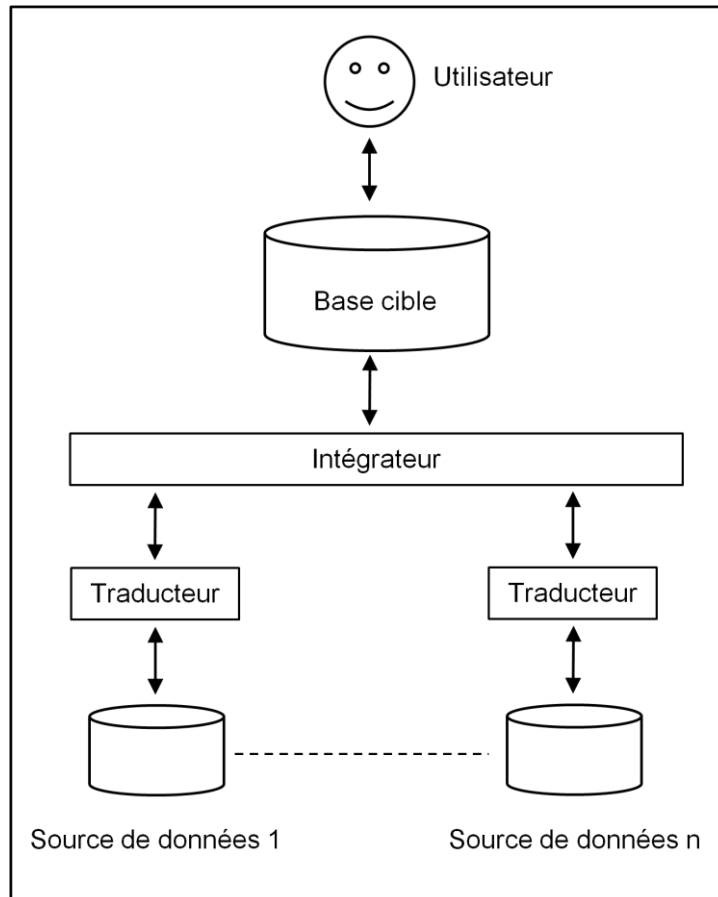 Utilisateur
Base cible
Intégrateur
Traducteur
Traducteur
Source de données 1
Source de données n